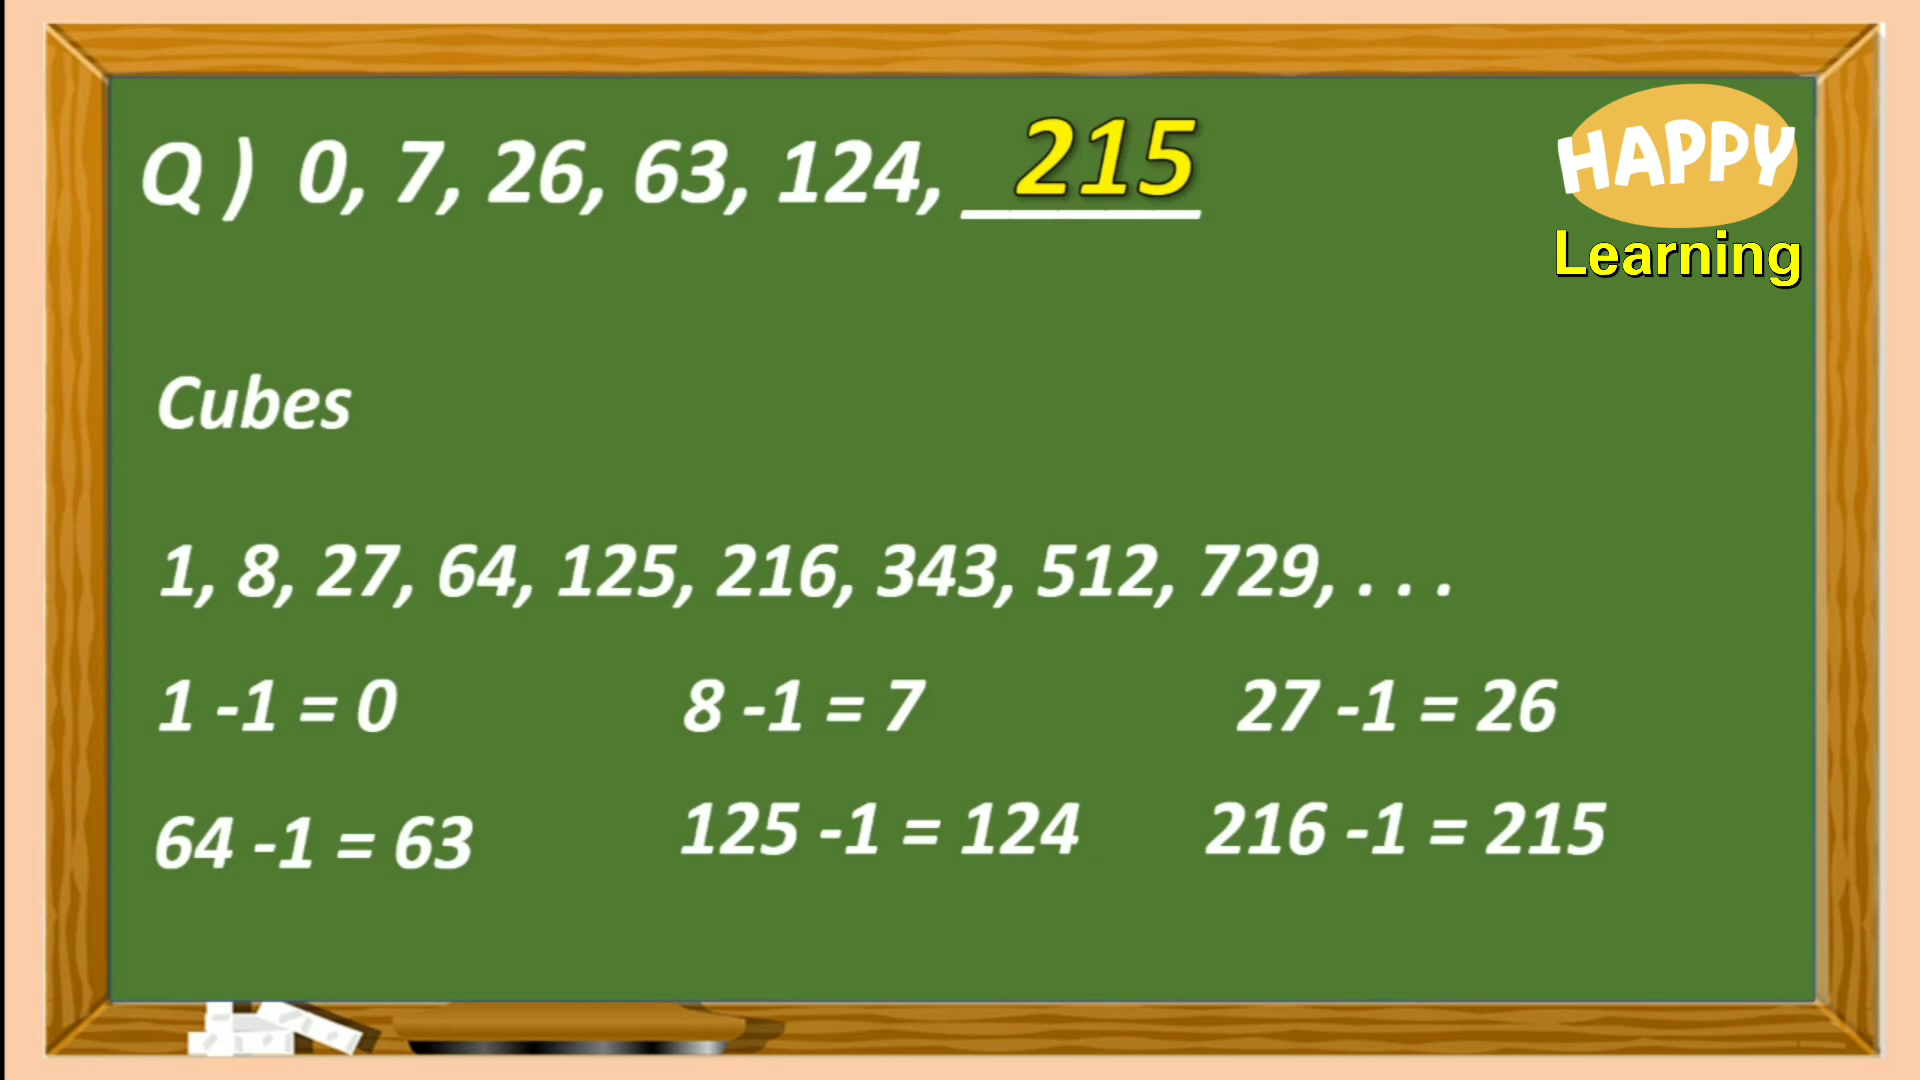 Q ) 0, 7, 26, 63, 124, 215
HAPPY
Learning
Cubes
1, 8, 27, 64, 125, 216, 343, 512, 729, . . .
1 -1 = 0 8 -1 = 7 27 -1 = 26
64 -1 = 63 125 -1 = 124 216 -1 = 215